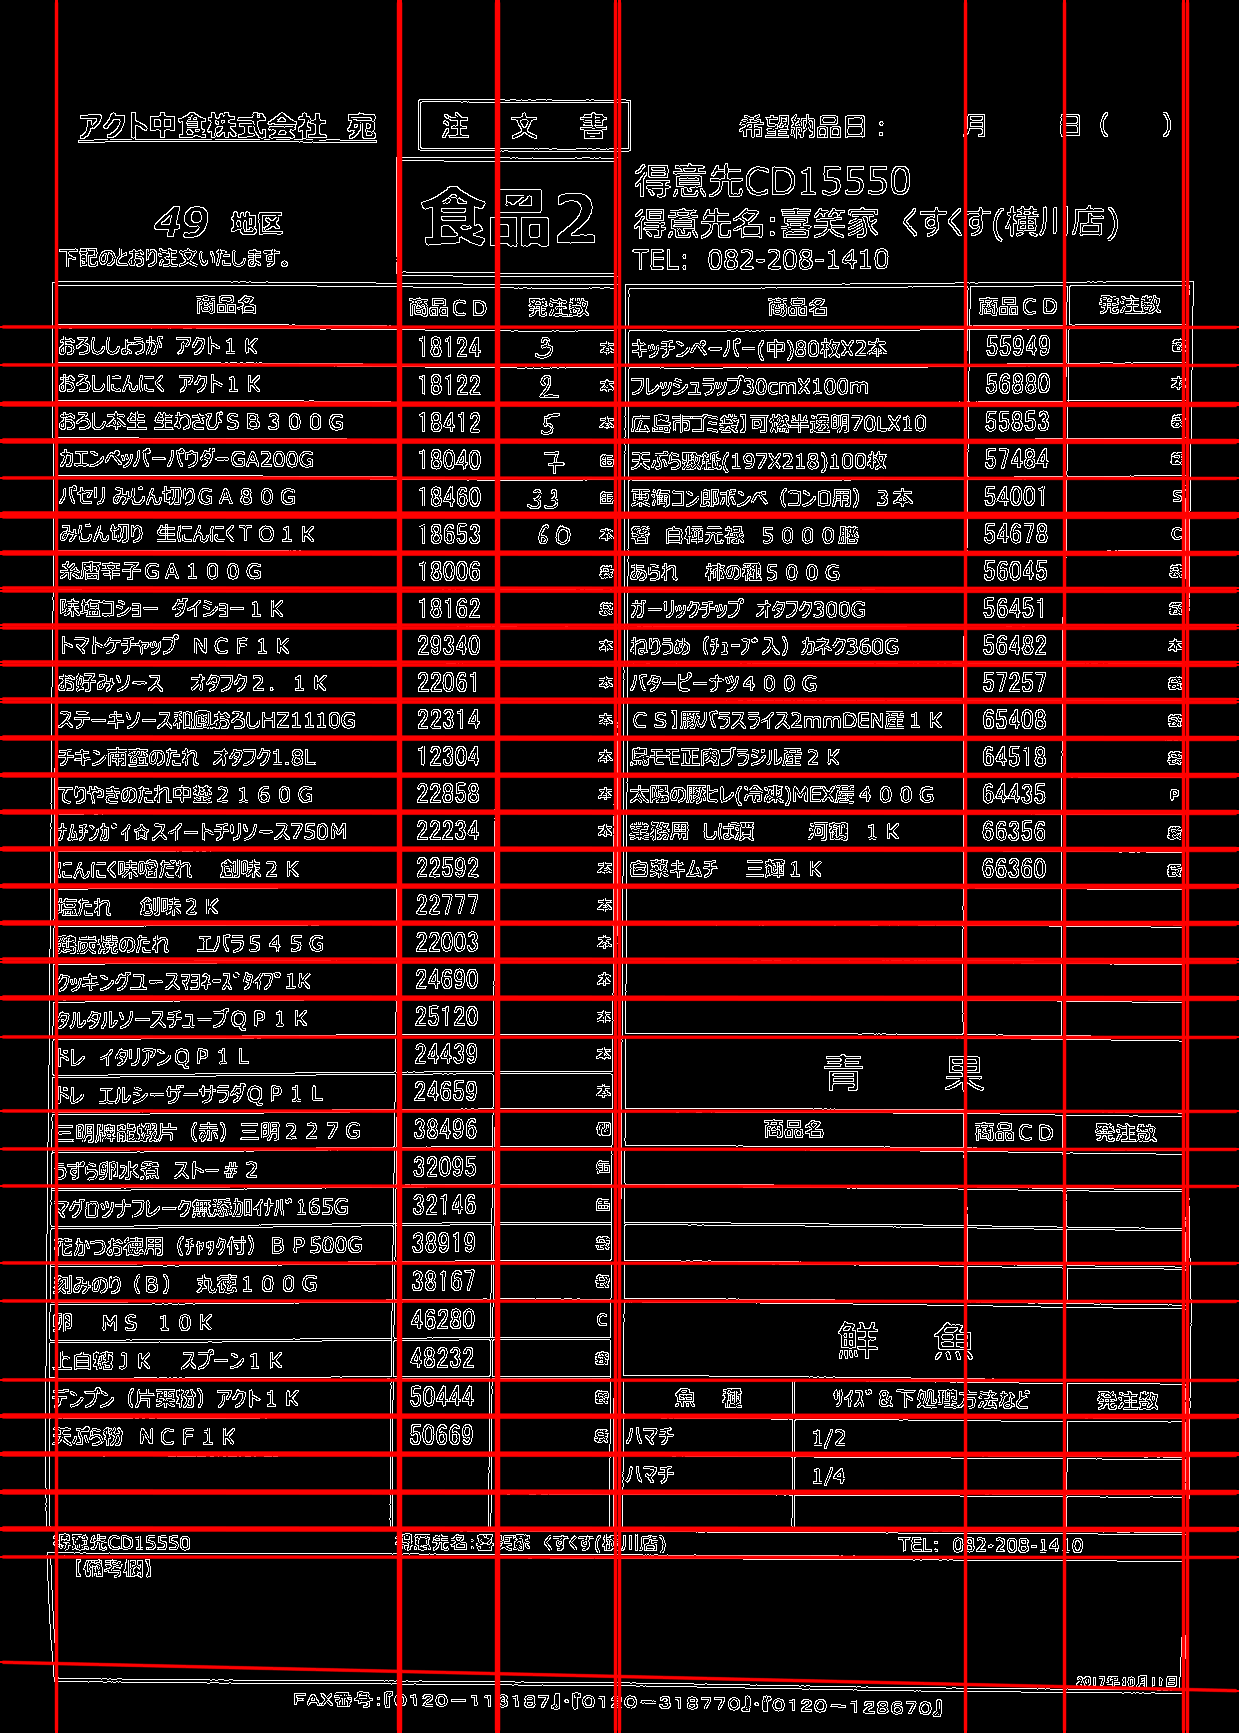 アクト中食株式会社 宛
注 文 書
希望納品日： 月 日（ ）
食品2
得意先CD15550
49 地区
得意先名:喜笑家 くすくす(横川店)
下記のとおり注文いたします。
TEL: 082-208-1410
商品名 商品ＣＤ 発注数
おろししょうが アクト１Ｋ 18124 3 本
おろしにんにく アクト１Ｋ 18122 2 本
おろし本生 生わさびＳＢ３００Ｇ 18412 5 本
カエンペッパーパウダーGA200G 18040 7 缶
パセリ みじん切りＧＡ８０Ｇ 18460 33 缶
みじん切り 生にんにくＴＯ１Ｋ 18653 60 本
糸唐辛子ＧＡ１００Ｇ 18006 袋
味塩コショー ダイショー１Ｋ 18162 袋
トマトケチャップ ＮＣＦ１Ｋ 29340 本
お好みソース オタフク２．１Ｋ 22061 本
ステーキソース和風おろしHZ1110G 22314 本
チキン南蛮のたれ オタフク1.8L 12304 本
てりやきのたれ中華２１６０Ｇ 22858 本
ｻﾑﾁﾝｶﾞｲ☆スイートチリソース750M 22234 本
にんにく味噌だれ 創味２Ｋ 22592 本
塩たれ 創味２Ｋ 22777 本
鶏炭焼のたれ エバラ５４５Ｇ 22003 本
クッキングユースﾏﾖﾈｰｽﾞﾀｲﾌﾟ1K 24690 本
タルタルソースチューブＱＰ１Ｋ 25120 本
ドレ イタリアンＱＰ１Ｌ 24439 本
ドレ エルシーザーサラダＱＰ１Ｌ 24659 本
三明牌龍蝦片（赤）三明２２７Ｇ 38496
うずら卵水煮 ストー＃２ 32095 缶
マグロツナフレーク無添加ｲﾅﾊﾞ165G 32146 缶
花かつお徳用（ﾁｬｯｸ付）ＢＰ500G 38919 袋
刻みのり（Ｂ） 丸徳１００Ｇ 38167 袋
卵 ＭＳ １０Ｋ 46280 C
上白糖ＪＫ スプーン１Ｋ 48232 袋
デンプン（片栗粉）アクト１Ｋ 50444 袋
天ぷら粉 ＮＣＦ１Ｋ 50669 袋
商品名 商品ＣＤ 発注数
キッチンペーパー(中)80枚X2本 55949
フレッシュラップ30cmX100m 56880 本
広島市ゴミ袋]可燃半透明70LX10 55853 袋
天ぷら敷紙(197X218)100枚 57484 袋
東海コン郎ボンベ（コンロ用）３本 54001 S
箸 白樺元禄 ５０００膳 54678 C
あられ 柿の種５００Ｇ 56045 袋
ガーリックチップ オタフク300G 56451 袋
ねりうめ（ﾁｭｰﾌﾞ入）カネク360G 56482 本
バターピーナツ４００Ｇ 57257 袋
ＣＳ]豚バラスライス2mmDEN産１Ｋ 65408 袋
鳥モモ正肉ブラジル産２Ｋ 64518 袋
太陽の豚ヒレ(冷凍)MEX産４００Ｇ 64435 P
業務用 しば漬 河鶴 １Ｋ 66356 袋
白菜キムチ 三輝１Ｋ 66360 袋
青 果
商品名 商品ＣＤ 発注数
鮮 魚
魚 種 ｻｲｽﾞ＆下処理方法など 発注数
ハマチ 1/2
ハマチ 1/4
得意先CD15550 得意先名:喜笑家 くすくす(横川店) TEL: 082-208-1410
【備考欄】
2017年10月11日
FAX番号:『0120－118187』・『0120－318770』・『0120－128670』